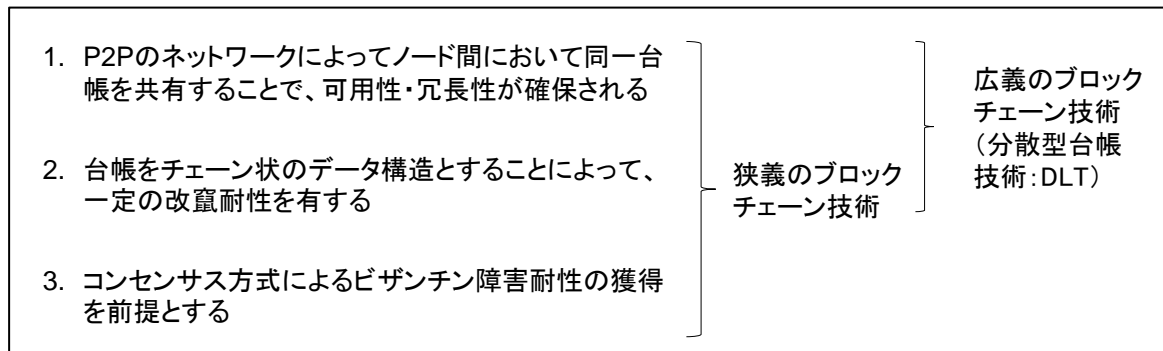 1. P2Pのネットワークによってノード間において同一台
帳を共有することで、可用性・冗長性が確保される
2. 台帳をチェーン状のデータ構造とすることによって、
一定の改竄耐性を有する
3. コンセンサス方式によるビザンチン障害耐性の獲得
を前提とする
狭義のブロック
チェーン技術
広義のブロック
チェーン技術
（分散型台帳
技術：DLT）